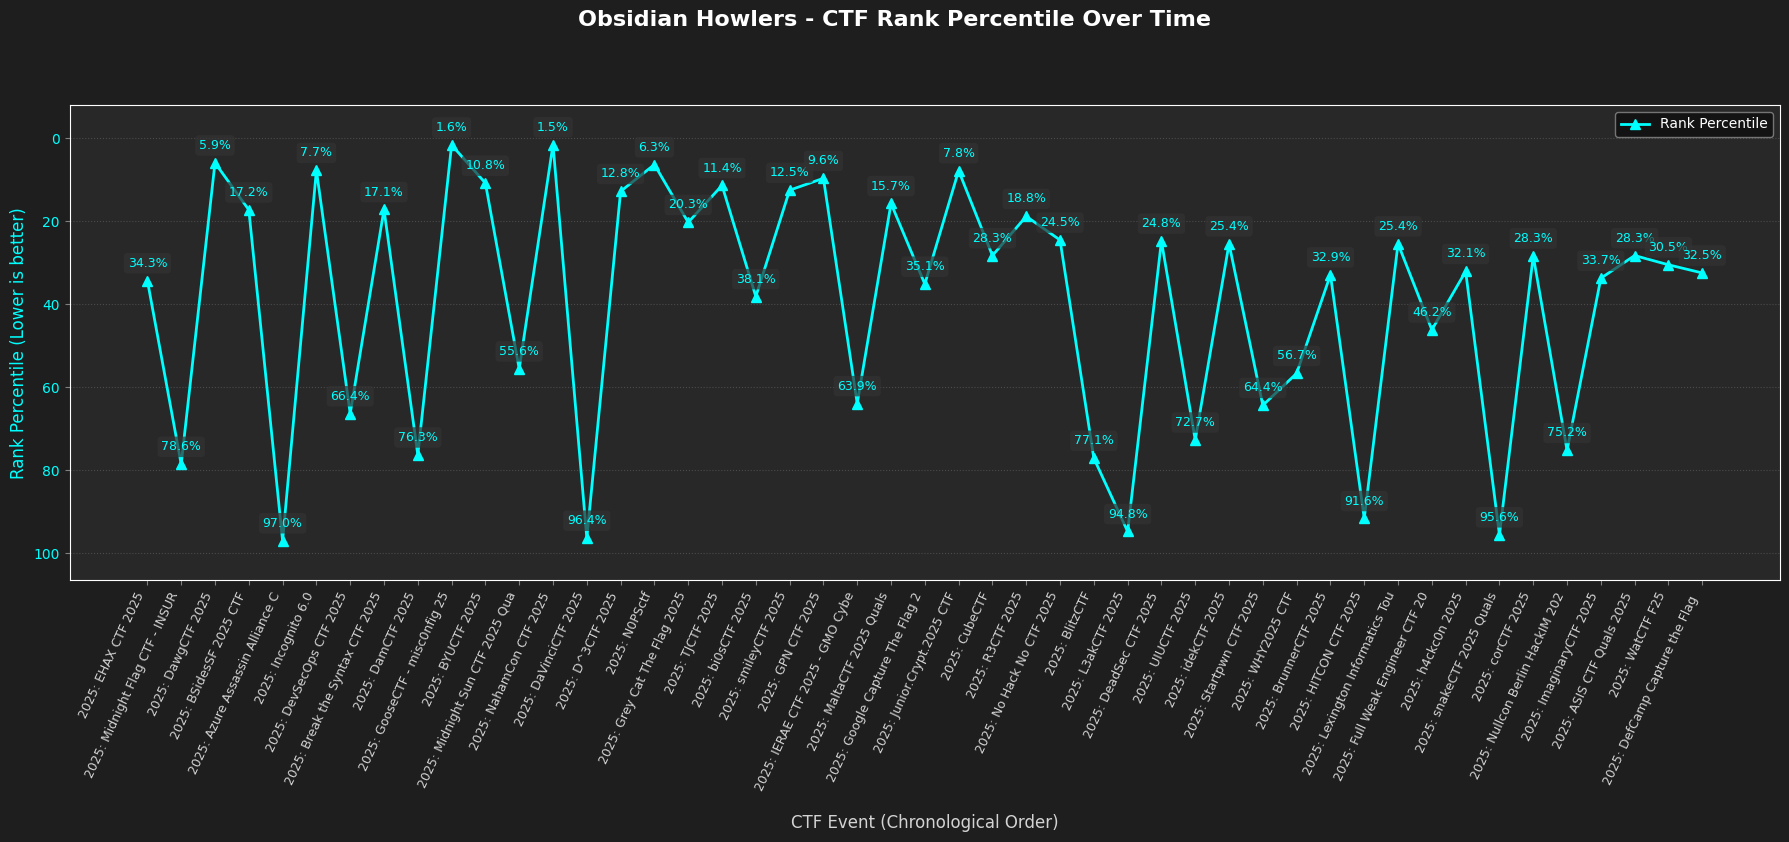 Obsidian Howlers - CTF Rank Percentile Over Time
Rank Percentile
Rank Percentile (Lower is better)
0
20
40
60
80
100
34.3%
78.6%
5.9%
17.2%
97.0%
7.7%
66.4%
17.1%
76.3%
1.6%
10.8%
55.6%
1.5%
96.4%
12.8%
6.3%
20.3%
11.4%
38.1%
12.5%
9.6%
63.9%
15.7%
35.1%
7.8%
28.3%
18.8%
24.5%
77.1%
94.8%
24.8%
72.7%
25.4%
64.4%
56.7%
32.9%
91.6%
25.4%
46.2%
32.1%
95.6%
28.3%
75.2%
33.7%
28.3%
30.5%
32.5%
2025: EHAX CTF 2025
2025: Midnight Flag CTF - INSUR
2025: DawgCTF 2025
2025: BSidesSF 2025 CTF
2025: Azure Assassin Alliance C
2025: Incognito 6.0
2025: DevSecOps CTF 2025
2025: Break the Syntax CTF 2025
2025: DamCTF 2025
2025: GooseCTF - misc0nfig 25
2025: BYUCTF 2025
2025: Midnight Sun CTF 2025 Qua
2025: NahamCon CTF 2025
2025: DaVinciCTF 2025
2025: D^3CTF 2025
2025: N0PSctf
2025: Grey Cat The Flag 2025
2025: TJCTF 2025
2025: bi0sCTF 2025
2025: smileyCTF 2025
2025: GPN CTF 2025
2025: IERAE CTF 2025 - GMO Cybe
2025: MaltaCTF 2025 Quals
2025: Google Capture The Flag 2
2025: Junior.Crypt.2025 CTF
2025: CubeCTF
2025: R3CTF 2025
2025: No Hack No CTF 2025
2025: BlitzCTF
2025: L3akCTF 2025
2025: DeadSec CTF 2025
2025: UIUCTF 2025
2025: idekCTF 2025
2025: Startpwn CTF 2025
2025: WHY2025 CTF
2025: BrunnerCTF 2025
2025: HITCON CTF 2025
2025: Lexington Informatics Tou
2025: Full Weak Engineer CTF 20
2025: h4ckc0n 2025
2025: snakeCTF 2025 Quals
2025: corCTF 2025
2025: Nullcon Berlin HackIM 202
2025: ImaginaryCTF 2025
2025: ASIS CTF Quals 2025
2025: WatCTF F25
2025: DefCamp Capture the Flag
CTF Event (Chronological Order)